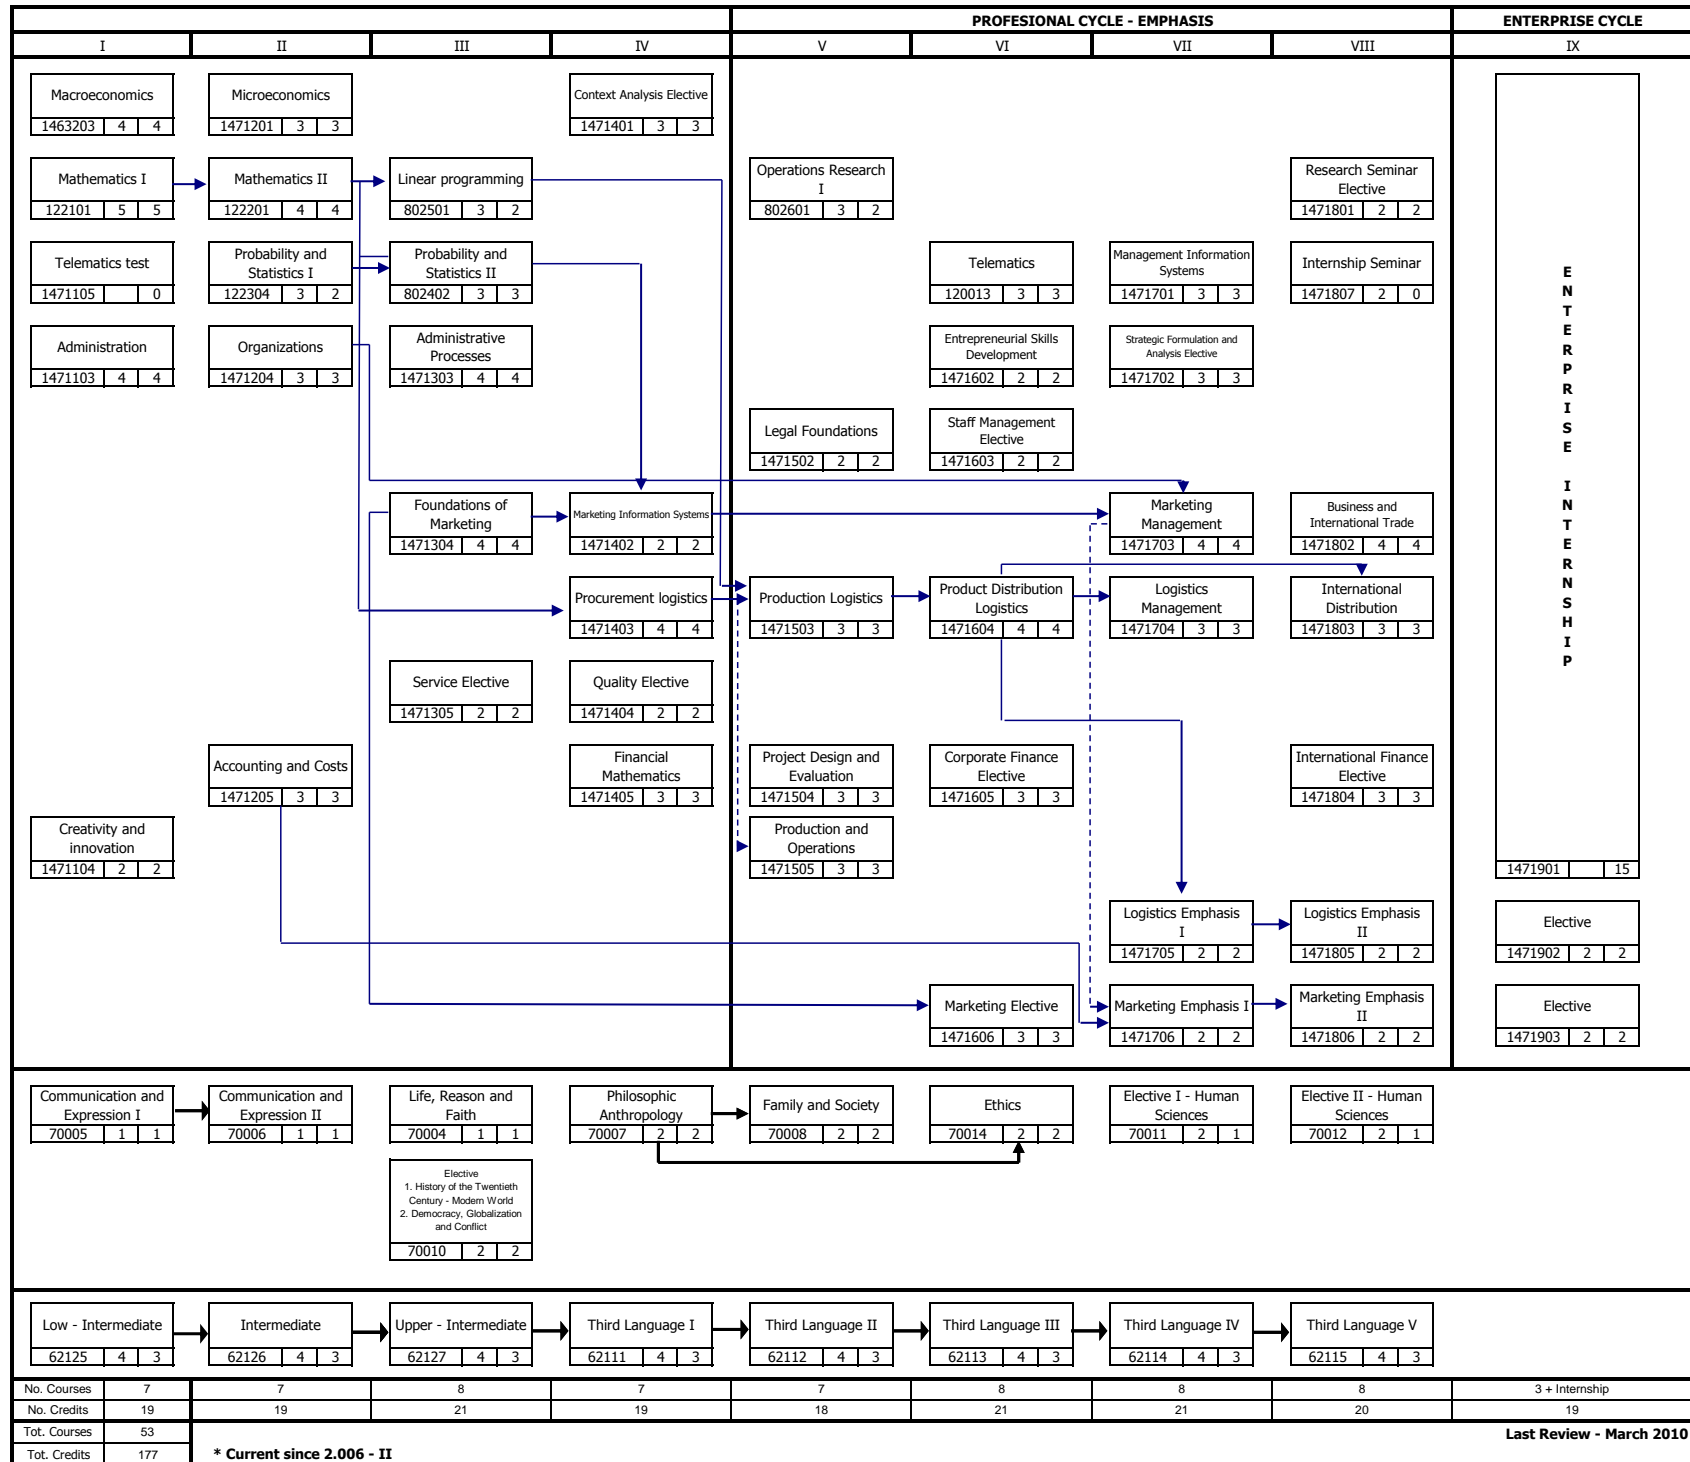 PROFESIONAL CYCLE - EMPHASIS
ENTERPRISE CYCLE
I II III IV V VI VII VIII IX
Macroeconomics
1463203 4 4
Microeconomics
1471201 3 3
Context Analysis Elective
1471401 3 3
Mathematics I
122101 5 5
Mathematics II
122201 4 4
Linear programming
802501 3 2
Operations Research
I
802601 3 2
Research Seminar
Elective
1471801 2 2
Telematics test
1471105 0
Probability and
Statistics I
122304 3 2
Probability and
Statistics II
802402 3 3
Telematics
120013 3 3
Management Information
Systems
1471701 3 3
Internship Seminar
1471807 2 0
Administration
1471103 4 4
Organizations
1471204 3 3
Administrative
Processes
1471303 4 4
Entrepreneurial Skills
Development
1471602 2 2
Strategic Formulation and
Analysis Elective
1471702 3 3
Legal Foundations
1471502 2 2
Staff Management
Elective
1471603 2 2
Foundations of
Marketing
1471304 4 4
Marketing Information Systems
1471402 2 2
Marketing
Management
1471703 4 4
Business and
International Trade
1471802 4 4
Procurement logistics
1471403 4 4
Production Logistics
1471503 3 3
Product Distribution
Logistics
1471604 4 4
Logistics
Management
1471704 3 3
International
Distribution
1471803 3 3
Service Elective
1471305 2 2
Quality Elective
1471404 2 2
Accounting and Costs
1471205 3 3
Financial
Mathematics
1471405 3 3
Project Design and
Evaluation
1471504 3 3
Corporate Finance
Elective
1471605 3 3
International Finance
Elective
1471804 3 3
Creativity and
innovation
1471104 2 2
Production and
Operations
1471505 3 3
ENTERPRISE INTERNSHIP
1471901 15
Logistics Emphasis
I
1471705 2 2
Logistics Emphasis
II
1471805 2 2
Elective
1471902 2 2
Marketing Elective
1471606 3 3
Marketing Emphasis I
1471706 2 2
Marketing Emphasis
II
1471806 2 2
Elective
1471903 2 2
Communication and
Expression I
70005 1 1
Communication and
Expression II
70006 1 1
Life, Reason and
Faith
70004 1 1
Philosophic
Anthropology
70007 2 2
Family and Society
70008 2 2
Ethics
70014 2 2
Elective I - Human
Sciences
70011 2 1
Elective II - Human
Sciences
70012 2 1
Elective
1. History of the Twentieth
Century - Modern World
2. Democracy, Globalization
and Conflict
70010 2 2
Low - Intermediate
62125 4 3
Intermediate
62126 4 3
Upper - Intermediate
62127 4 3
Third Language I
62111 4 3
Third Language II
62112 4 3
Third Language III
62113 4 3
Third Language IV
62114 4 3
Third Language V
62115 4 3
No. Courses 7 7 8 7 7 8 8 8 3 + Internship
No. Credits 19 19 21 19 18 21 21 20 19
Tot. Courses 53
Last Review - March 2010
Tot. Credits 177
* Current since 2.006 - II